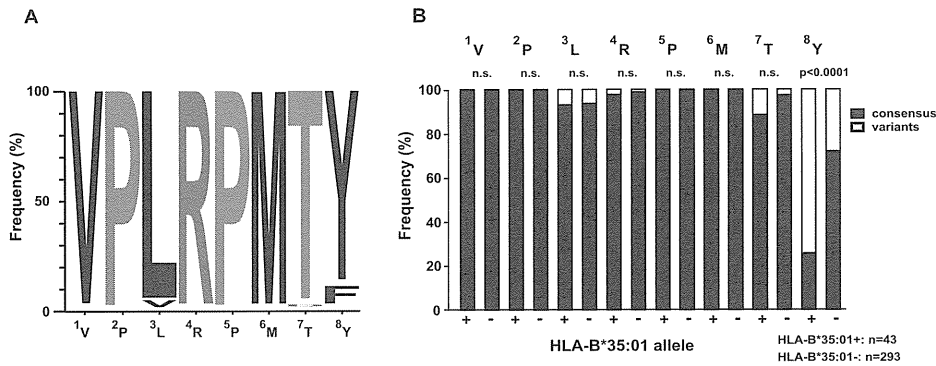 A
Frequency (%)
100
50
0
V P L R P M T Y
V F
1V 2P 3L 4R 5P 6M 7T 8Y
B
1V 2P 3L 4R 5P 6M 7T 8Y
n.s. n.s. n.s. n.s. n.s. n.s. n.s. p<0.0001
Frequency (%)
100
80
60
40
20
0
consensus
variants
+ - + - + - + - + - + - + - + -
HLA-B*35:01 allele
HLA-B*35:01+: n=43
HLA-B*35:01-: n=293